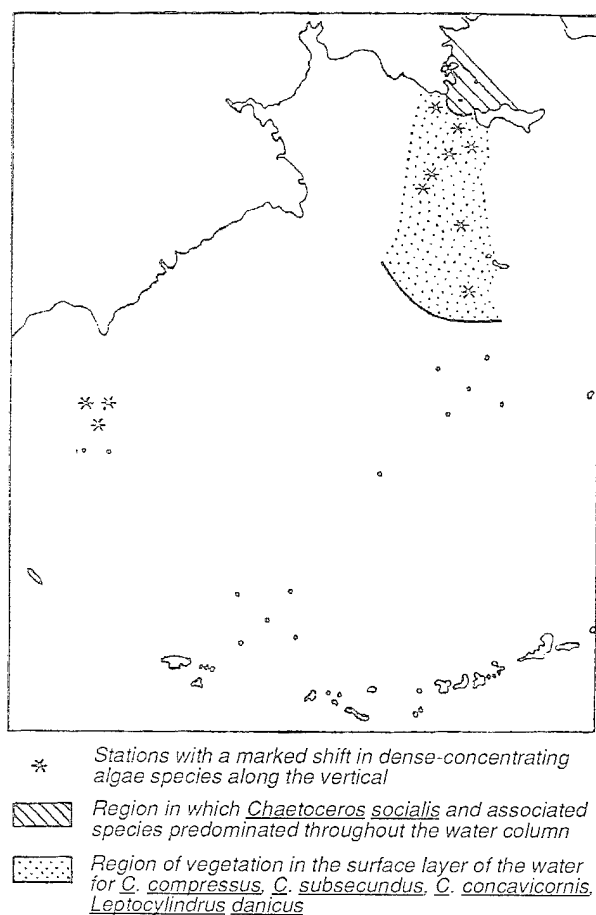 Stations with a marked shift in dense-concentrating
algae species along the vertical
Region in which Chaetoceros socialis and associated
species predominated throughout the water column
Region of vegetation in the surface layer of the water
for C. compressus, C. subsecundus, C. concavicornis,
Leptocylindrus danicus